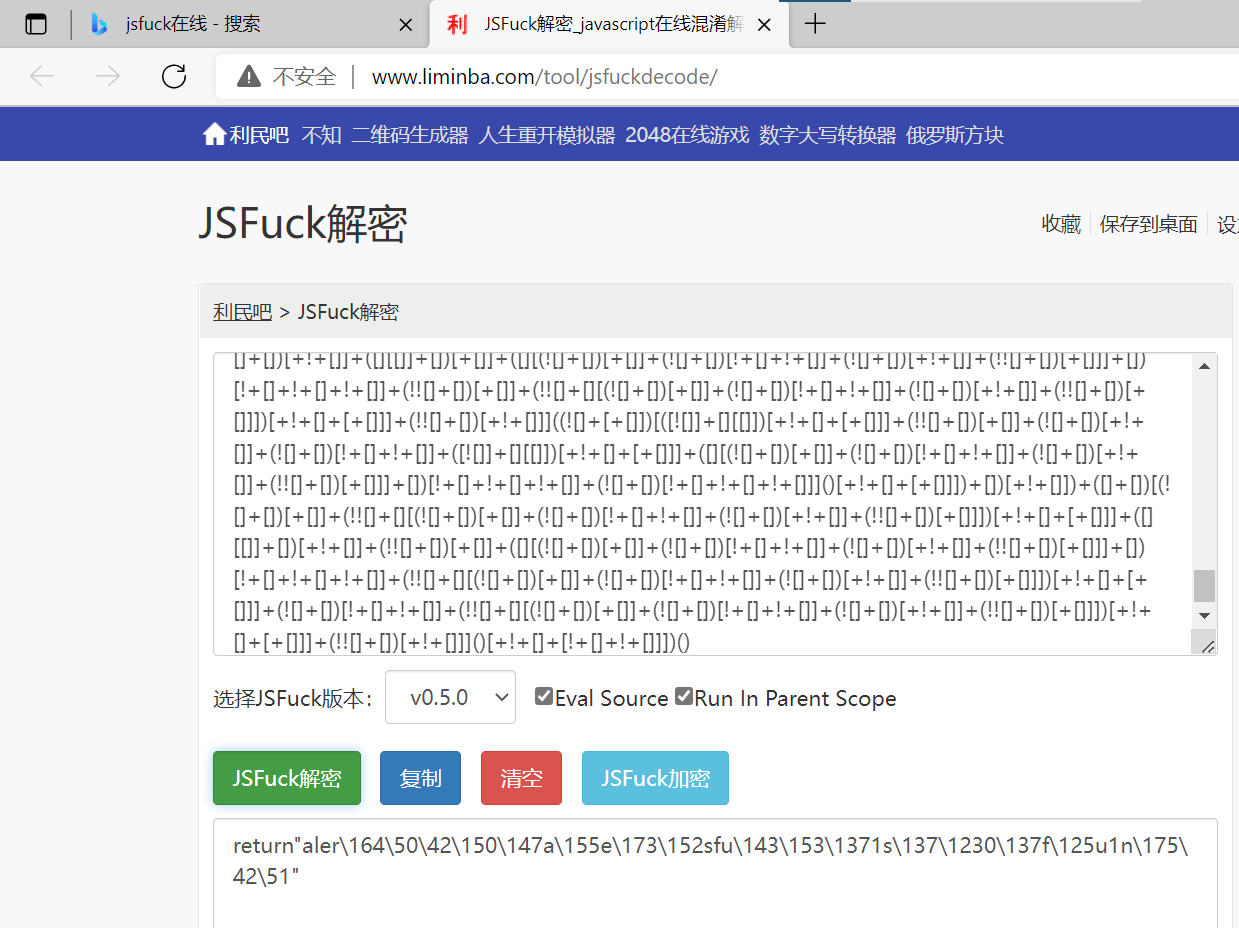 jsfuck在线 - 搜索
JSFuck解密_javascript在线混淆解
不安全 | www.liminba.com/tool/jsfuckdecode/
利民吧 不知 二维码生成器 人生重开模拟器 2048在线游戏 数字大写转换器 俄罗斯方块
JSFuck解密
收藏 保存到桌面
利民吧 > JSFuck解密
[]+[])[+!+[]]+([][[]]+[])[+[]]+([][(![]+[])[+[]]+(![]+[])[!+[]+!+[]]+(![]+[])[+!+[]]+(!![]+[])[+[]]]+[])
[!+[]+!+[]+!+[]]+(!![]+[])[+[]]+(!![]+[][(![]+[])[+[]]+(![]+[])[!+[]+!+[]]+(![]+[])[+!+[]]+(!![]+[])[+
[]]])[+!+[]+[+[]]]+(!![]+[])[+!+[]]]((![]+[+[]])[([![]]+[][[]])[+!+[]+[+[]]]+(!![]+[])[+[]]+(![]+[])[+!+
[]]+(![]+[])[!+[]+!+[]]+([![]]+[][[]])[+!+[]+[+[]]]+([][(![]+[])[+[]]+(![]+[])[!+[]+!+[]]+(![]+[])[+!+
[]]+(!![]+[])[+[]]]+[])[!+[]+!+[]+!+[]]+(![]+[])[!+[]+!+[]+!+[]]]()[+!+[]+[+[]]])+[])[+!+[]])+([]+[])[(!
[]+[])[+[]]+(!![]+[][(![]+[])[+[]]+(![]+[])[!+[]+!+[]]+(![]+[])[+!+[]]+(!![]+[])[+[]]])[+!+[]+[+[]]]+([]
[[]]+[])[+!+[]]+(!![]+[])[+[]]+([][(![]+[])[+[]]+(![]+[])[!+[]+!+[]]+(![]+[])[+!+[]]+(!![]+[])[+[]]]+[])
[!+[]+!+[]+!+[]]+(!![]+[][(![]+[])[+[]]+(![]+[])[!+[]+!+[]]+(![]+[])[+!+[]]+(!![]+[])[+[]]])[+!+[]+[+
[]]]+(![]+[])[!+[]+!+[]]+(!![]+[][(![]+[])[+[]]+(![]+[])[!+[]+!+[]]+(![]+[])[+!+[]]+(!![]+[])[+[]]])[+!+
[]+[+[]]]+(!![]+[])[+!+[]]]()[+!+[]+[!+[]+!+[]]])()
选择JSFuck版本: v0.5.0 Eval Source Run In Parent Scope
JSFuck解密 复制 清空 JSFuck加密
return"aler\164\50\42\150\147a\155e\173\152sfu\143\153\1371s\137\1230\137f\125u1n\175\
42\51"